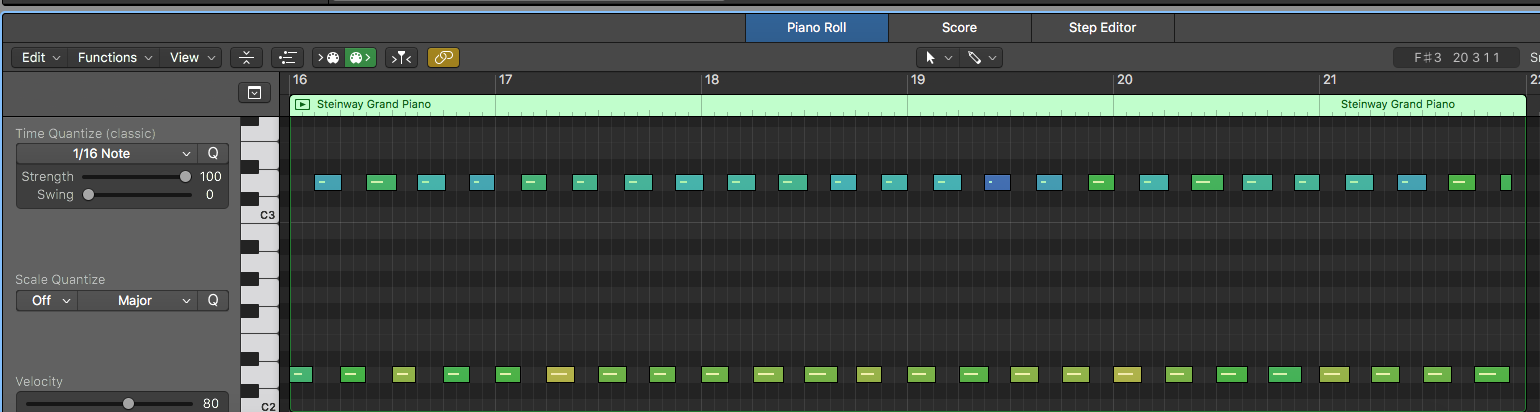 Piano Roll Score Step Editor
Edit Functions View F♯3 20 3 1 1
16 17 18 19 20 21
Steinway Grand Piano Steinway Grand Piano
Time Quantize (classic)
1/16 Note Q
Strength 100
Swing 0
C3
Scale Quantize
Off Major Q
Velocity
80
C2